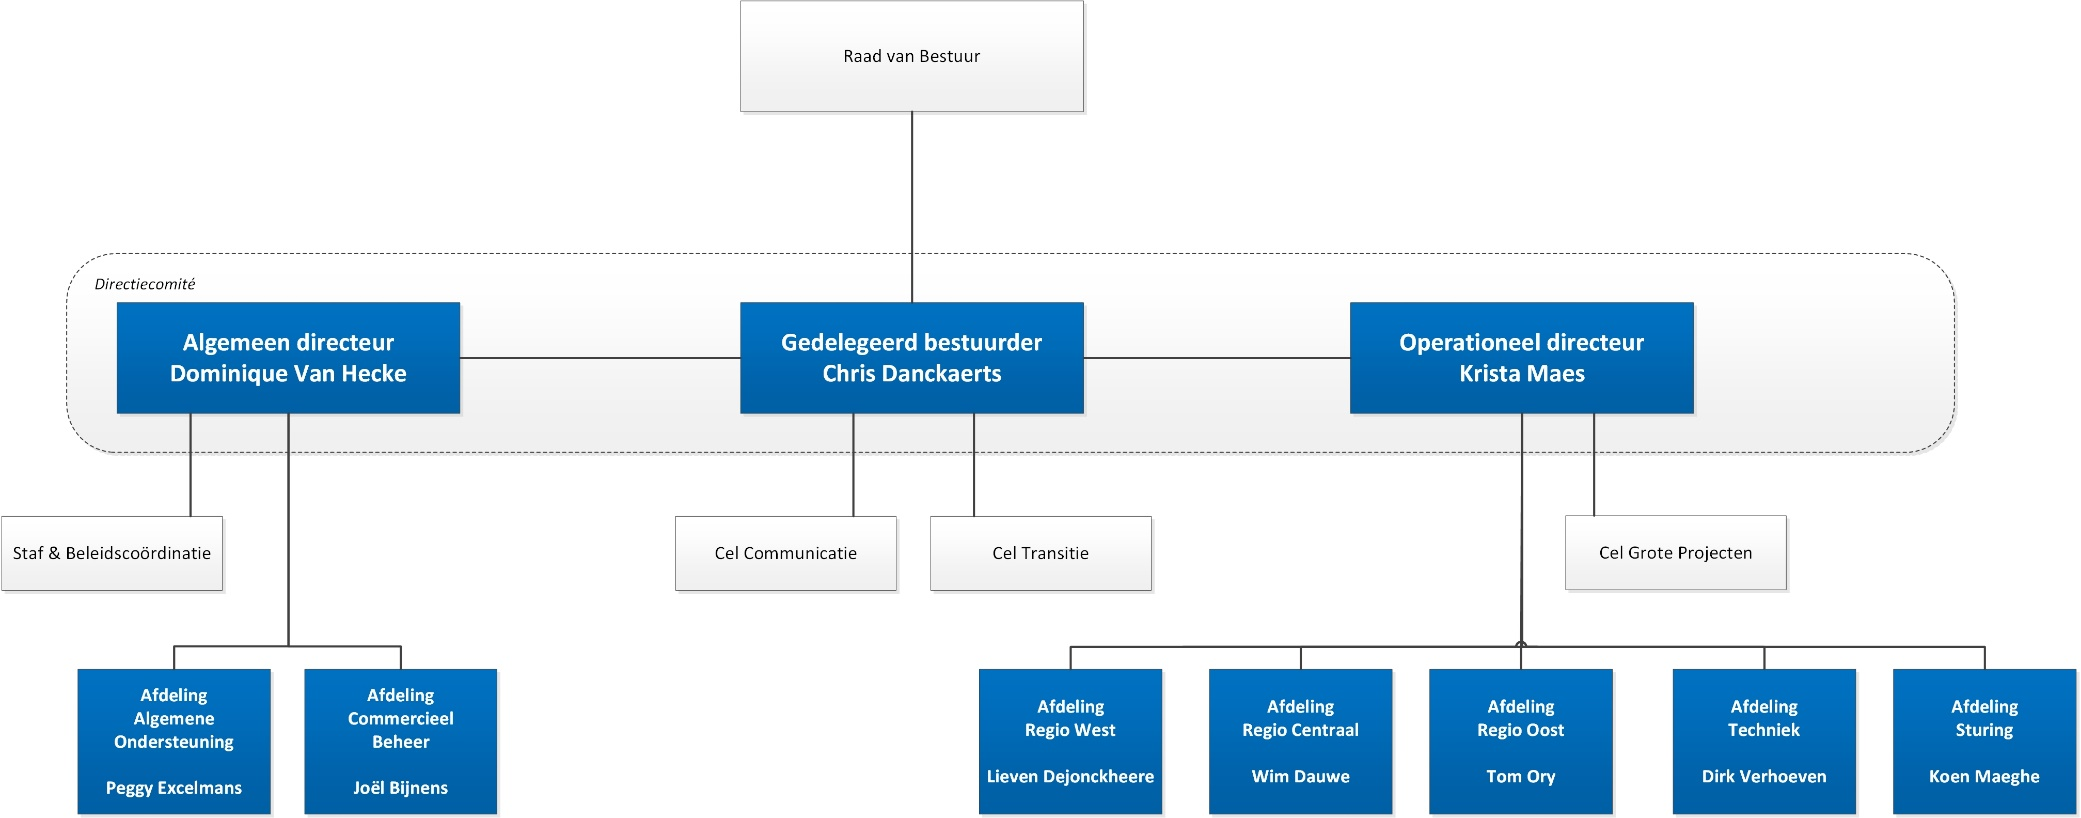 Raad van Bestuur
Directiecomité
Algemeen directeur
Dominique Van Hecke
Gedelegeerd bestuurder
Chris Danckaerts
Operationeel directeur
Krista Maes
Staf & Beleidscoördinatie
Cel Communicatie
Cel Transitie
Cel Grote Projecten
Afdeling
Algemene
Ondersteuning
Peggy Excelmans
Afdeling
Commercieel
Beheer
Joël Bijnens
Afdeling
Regio West
Lieven Dejonckheere
Afdeling
Regio Centraal
Wim Dauwe
Afdeling
Regio Oost
Tom Ory
Afdeling
Techniek
Dirk Verhoeven
Afdeling
Sturing
Koen Maeghe